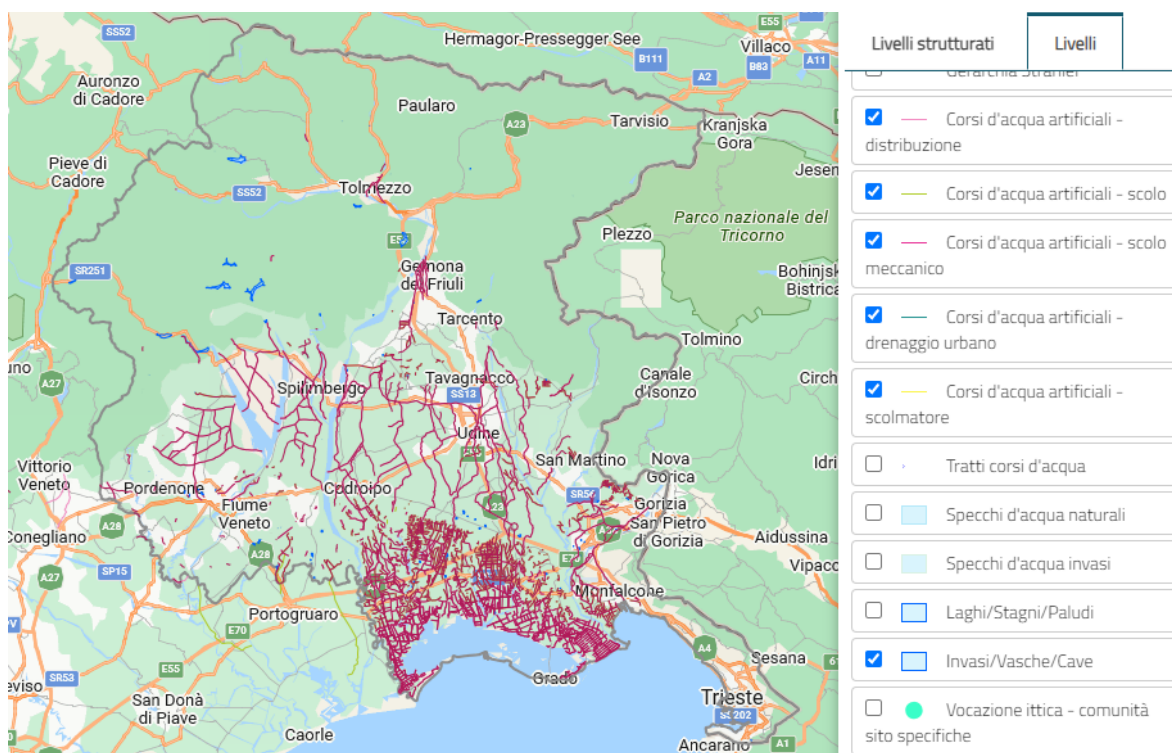 SS52
Hermagor-Pressegger See
E55
Villaco
B111
B83
A11
A2
Auronzo
di Cadore
Paularo
A23
Tarvisio
Kranjska
Gora
Pieve di
Cadore
SS52
Tolmezzo
Jesen
Parco nazionale del
Tricorno
Plezzo
SR251
Gemona
del Friuli
Bohinjsk
Bistrica
Tarcento
Tolmino
A27
Spilimbergo
Tavagnacco
SS13
Canale
d'Isonzo
Circh
Udine
Vittorio
Veneto
San Martino
Nova
Gorica
Idri
Pordenone
Codroipo
SR56
Fiume
Veneto
A23
Gorizia
San Pietro
di Gorizia
A28
Conegliano
A28
Aidussina
A27
SP15
Vipaco
Portogruaro
Monfalcone
E70
A4
E55
Sesana
SR53
Grado
eviso
San Donà
di Piave
Trieste
Caorle
Ancarano
A1
Livelli strutturati
Livelli
Gerarchia Strahler
Corsi d'acqua artificiali -
distribuzione
Corsi d'acqua artificiali - scolo
Corsi d'acqua artificiali - scolo
meccanico
Corsi d'acqua artificiali -
drenaggio urbano
Corsi d'acqua artificiali -
scolmatore
Tratti corsi d'acqua
Specchi d'acqua naturali
Specchi d'acqua invasi
Laghi/Stagni/Paludi
Invasi/Vasche/Cave
Vocazione ittica - comunità
sito specifiche